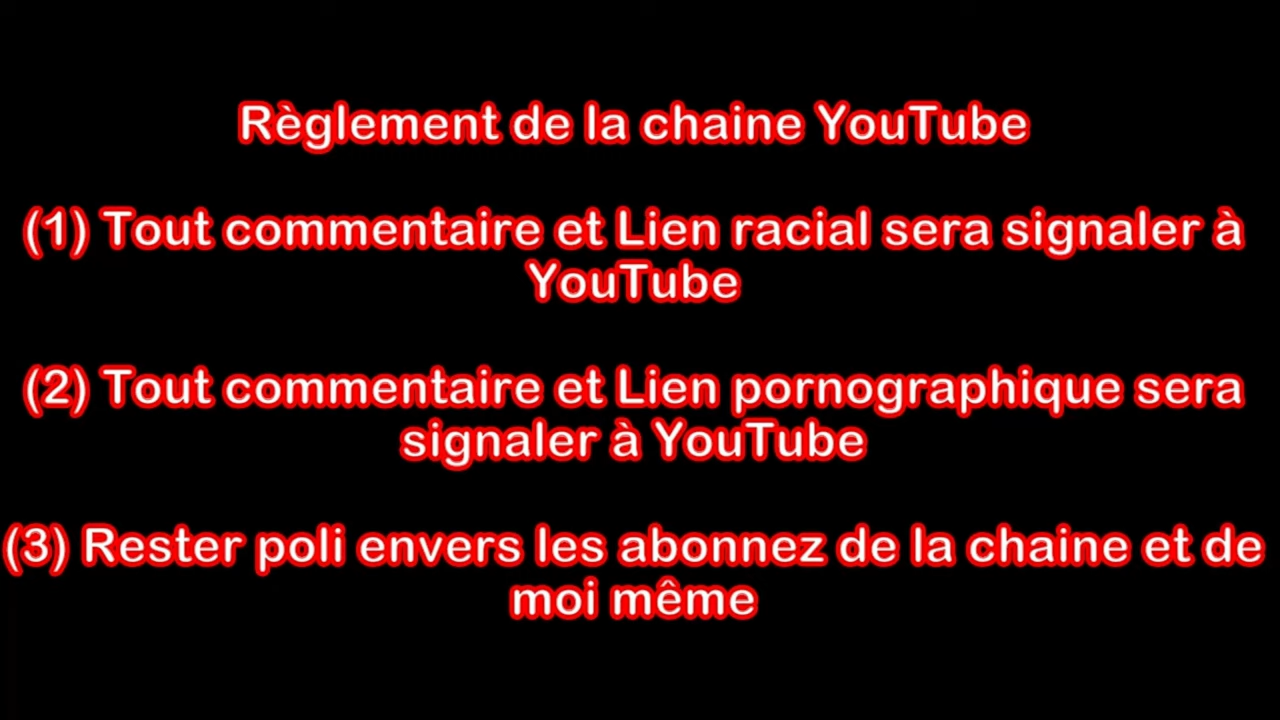 Règlement de la chaine YouTube
(1) Tout commentaire et Lien racial sera signaler à
YouTube
(2) Tout commentaire et Lien pornographique sera
signaler à YouTube
(3) Rester poli envers les abonnez de la chaine et de
moi même